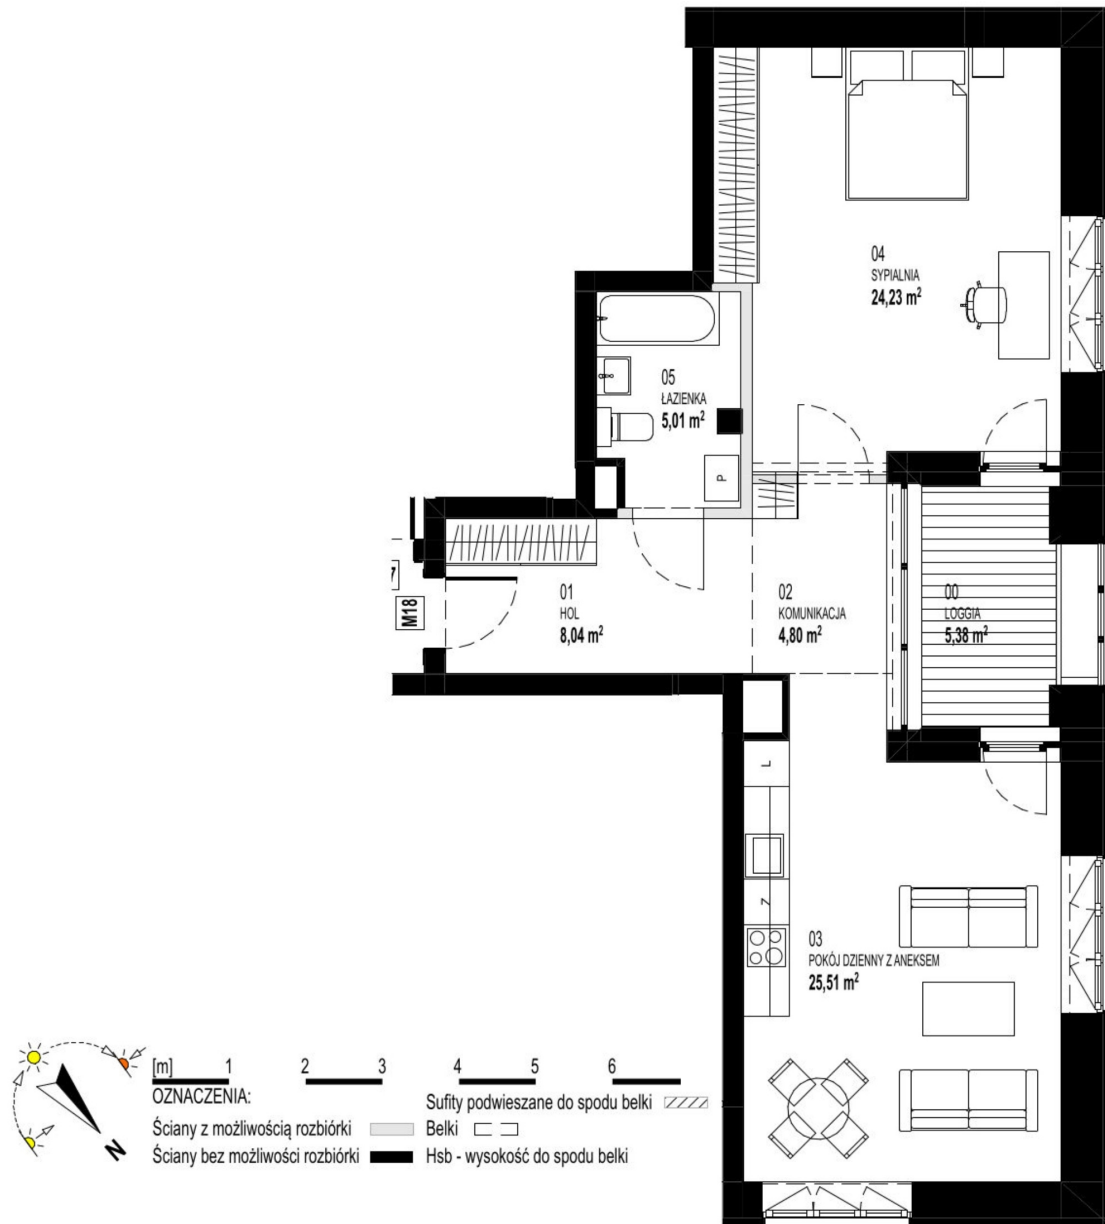 04
SYPIALNIA
24,23 m²
05
ŁAZIENKA
5,01 m²
P
7
M18
01
HOL
8,04 m²
02
KOMUNIKACJA
4,80 m²
00
LOGGIA
5,38 m²
L
Z
03
POKÓJ DZIENNY Z ANEKSEM
25,51 m²
N
[m] 1 2 3 4 5 6
OZNACZENIA:
Ściany z możliwością rozbiórki
Ściany bez możliwości rozbiórki
Sufity podwieszane do spodu belki
Belki
Hsb - wysokość do spodu belki